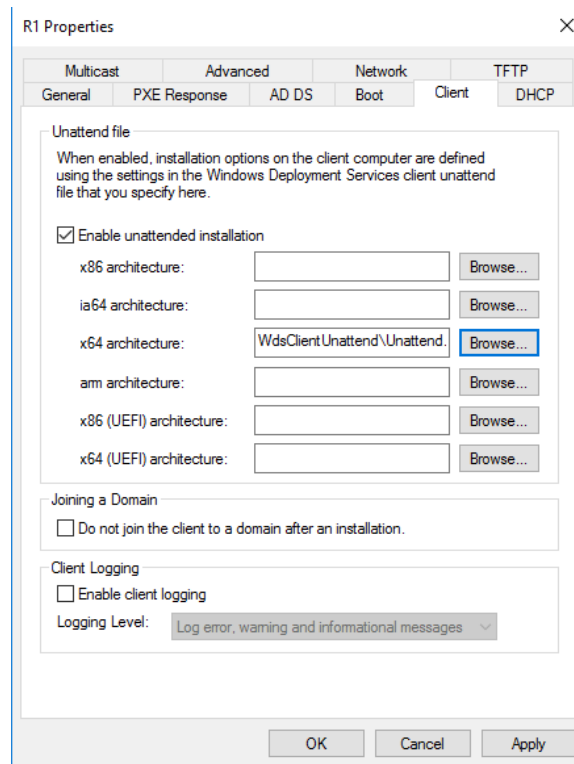 R1 Properties
Multicast Advanced Network TFTP
General PXE Response AD DS Boot Client DHCP
Unattend file
When enabled, installation options on the client computer are defined
using the settings in the Windows Deployment Services client unattend
file that you specify here.
Enable unattended installation
x86 architecture: Browse...
ia64 architecture: Browse...
x64 architecture: WdsClientUnattend\Unattend. Browse...
arm architecture: Browse...
x86 (UEFI) architecture: Browse...
x64 (UEFI) architecture: Browse...
Joining a Domain
Do not join the client to a domain after an installation.
Client Logging
Enable client logging
Logging Level: Log error, warning and informational messages
OK Cancel Apply